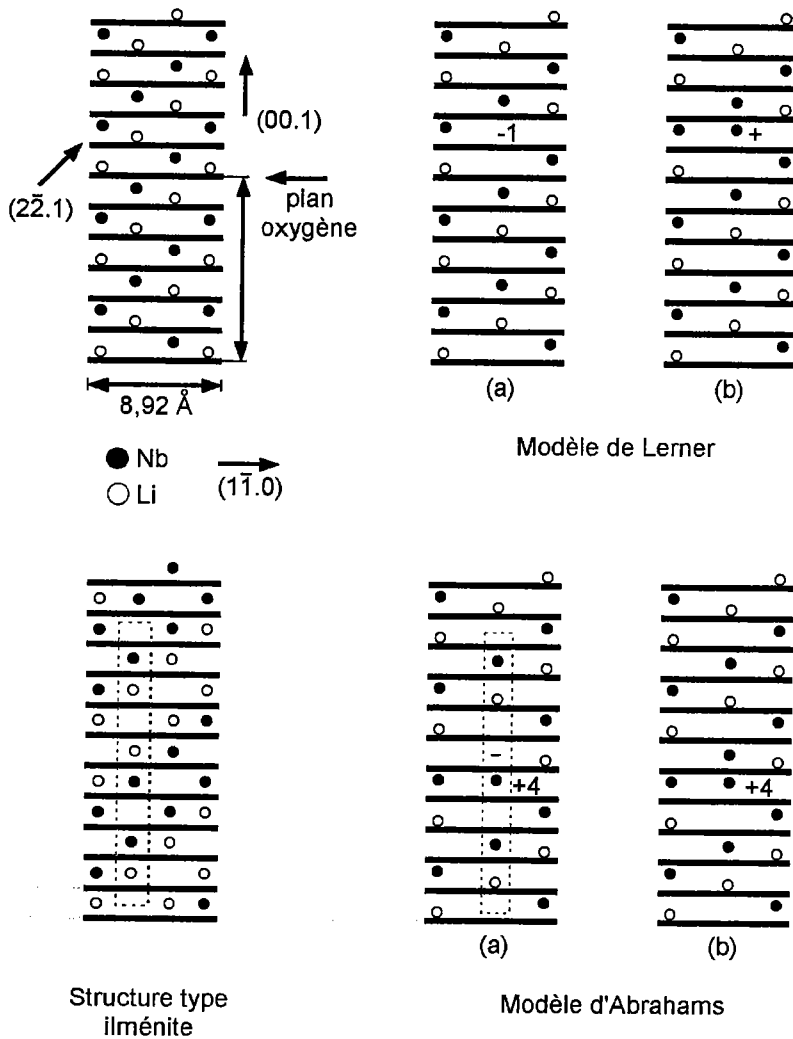 (00.1)
(22̄.1)
plan
oxygène
8,92 Å
Nb
Li
(11̄.0)
-1
+
(a)
(b)
Modèle de Lerner
Structure type
ilménite
–
+4
+4
(a)
(b)
Modèle d'Abrahams